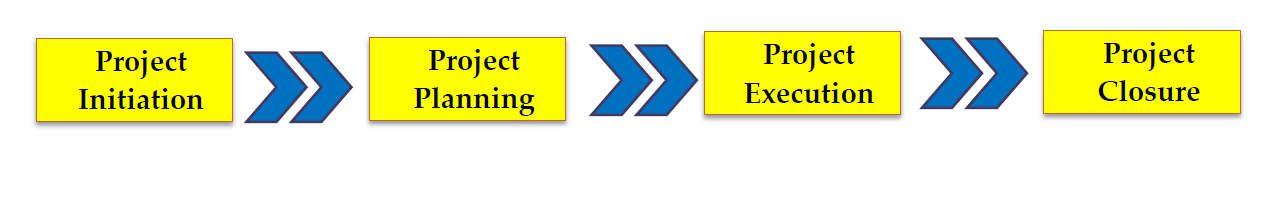 Project
Initiation
Project
Planning
Project
Execution
Project
Closure